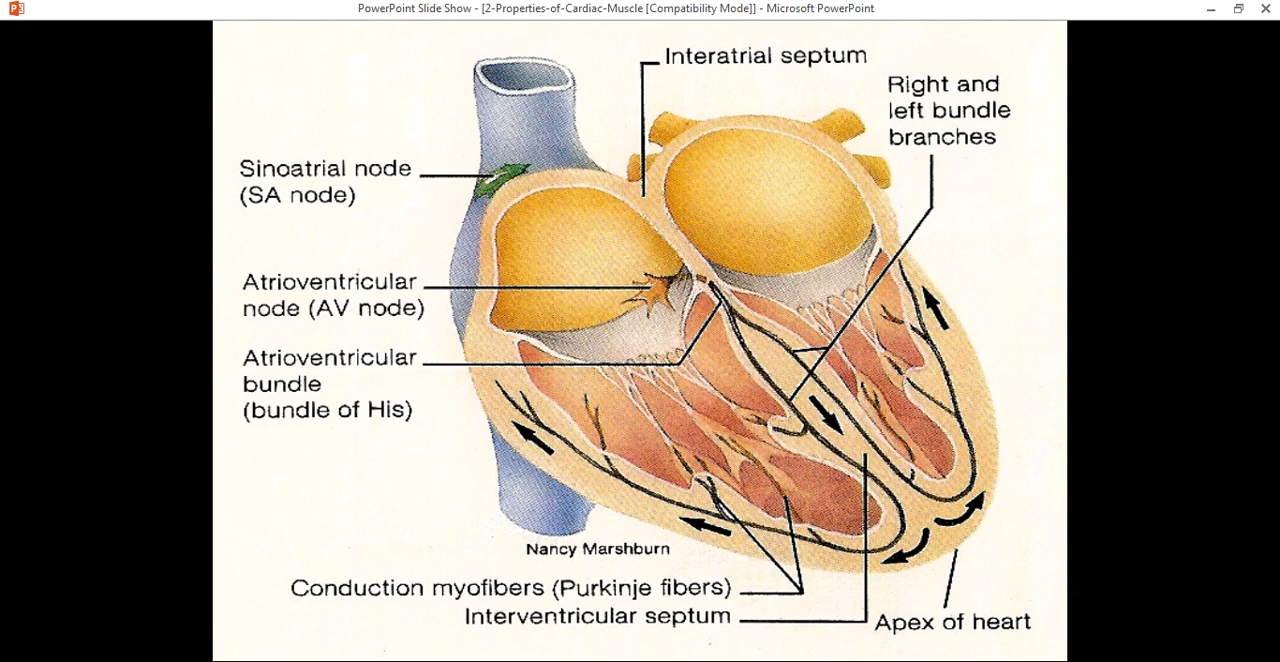 PowerPoint Slide Show - [2-Properties-of-Cardiac-Muscle [Compatibility Mode]] - Microsoft PowerPoint
Interatrial septum
Right and
left bundle
branches
Sinoatrial node
(SA node)
Atrioventricular
node (AV node)
Atrioventricular
bundle
(bundle of His)
Nancy Marshburn
Conduction myofibers (Purkinje fibers)
Interventricular septum
Apex of heart